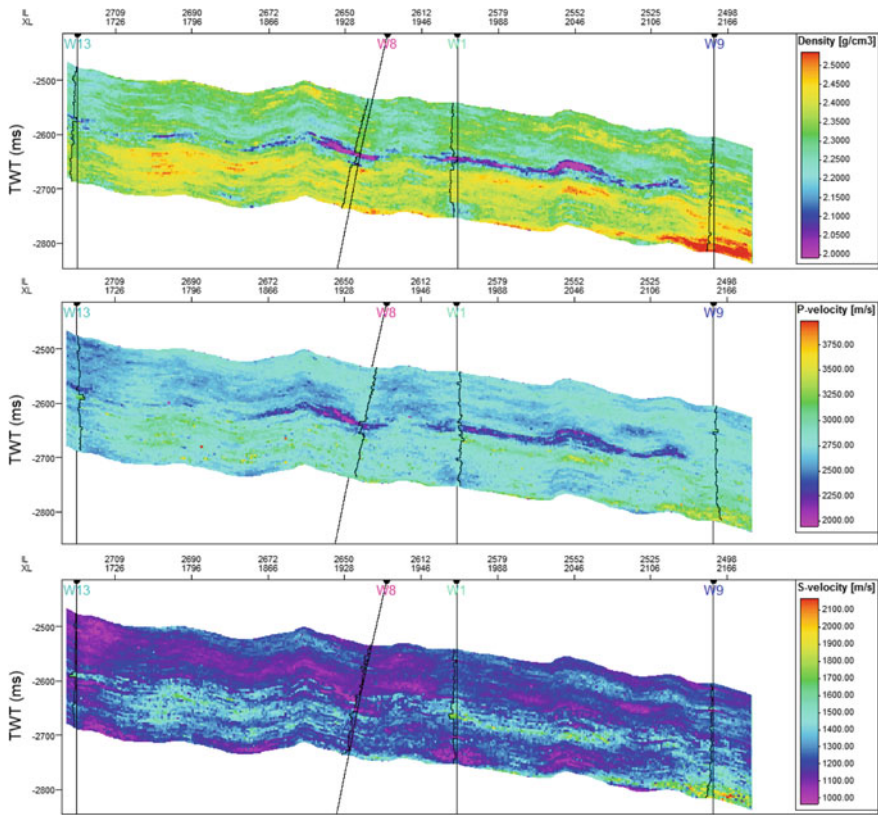 IL 2709 2690 2672 2650 2612 2579 2552 2525 2498
XL 1726 1796 1866 1928 1946 1988 2046 2106 2166
W13 W8 W1 W9
Density [g/cm3]
2.5000
2.4500
2.4000
2.3500
2.3000
2.2500
2.2000
2.1500
2.1000
2.0500
2.0000
TWT (ms)
-2500
-2600
-2700
-2800
IL 2709 2690 2672 2650 2612 2579 2552 2525 2498
XL 1726 1796 1866 1928 1946 1988 2046 2106 2166
W13 W8 W1 W9
P-velocity [m/s]
3750.00
3500.00
3250.00
3000.00
2750.00
2500.00
2250.00
2000.00
TWT (ms)
-2500
-2600
-2700
-2800
IL 2709 2690 2672 2650 2612 2579 2552 2525 2498
XL 1726 1796 1866 1928 1946 1988 2046 2106 2166
W13 W8 W1 W9
S-velocity [m/s]
2100.00
2000.00
1900.00
1800.00
1700.00
1600.00
1500.00
1400.00
1300.00
1200.00
1100.00
1000.00
TWT (ms)
-2500
-2600
-2700
-2800